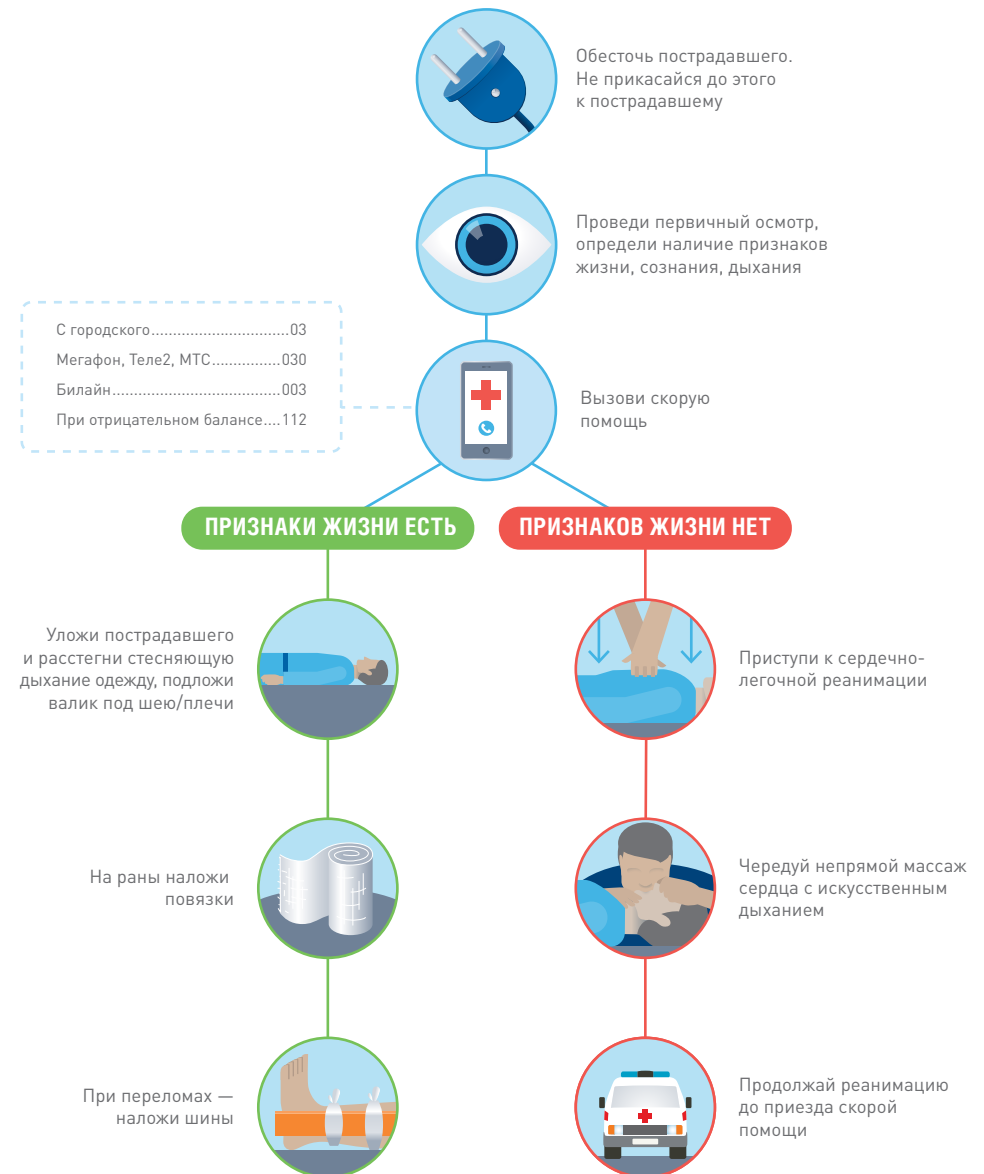 Обесточь пострадавшего.
Не прикасайся до этого
к пострадавшему
Проведи первичный осмотр,
определи наличие признаков
жизни, сознания, дыхания
С городского................................03
Мегафон, Теле2, МТС................030
Билайн.......................................003
При отрицательном балансе....112
Вызови скорую
помощь
ПРИЗНАКИ ЖИЗНИ ЕСТЬ
Уложи пострадавшего
и расстегни стесняющую
дыхание одежду, подложи
валик под шею/плечи
На раны наложи
повязки
При переломах —
наложи шины
ПРИЗНАКОВ ЖИЗНИ НЕТ
Приступи к сердечно-
легочной реанимации
Чередуй непрямой массаж
сердца с искусственным
дыханием
Продолжай реанимацию
до приезда скорой
помощи